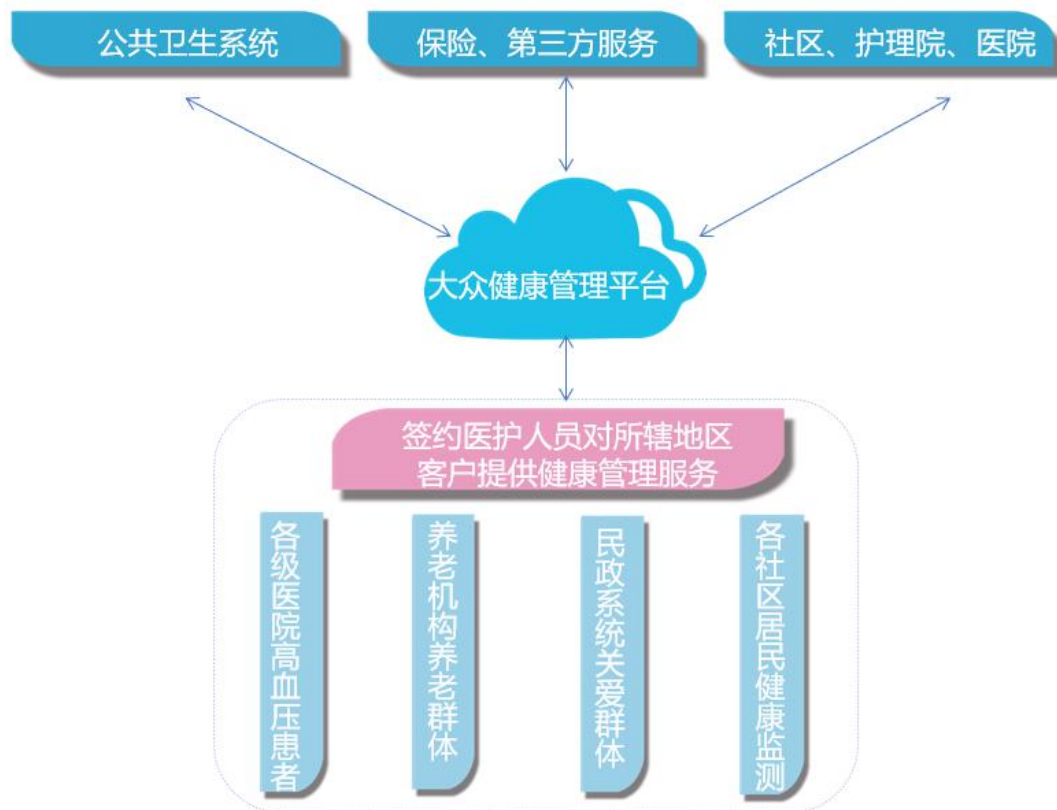 公共卫生系统
保险、第三方服务
社区、护理院、医院
大众健康管理平台
签约医护人员对所辖地区
客户提供健康管理服务
各级医院高血压患者
养老机构养老群体
民政系统关爱群体
各社区居民健康监测